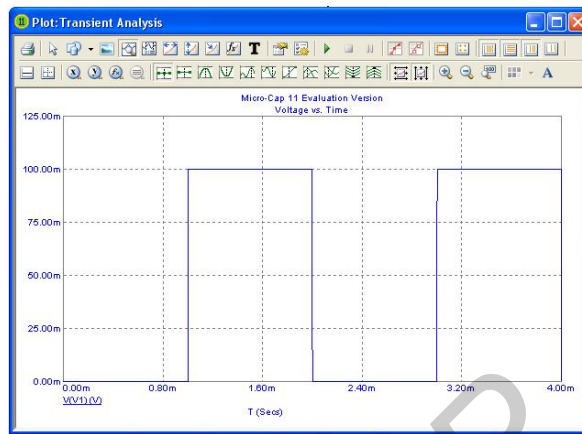 Plot:Transient Analysis
T
A
Micro-Cap 11 Evaluation Version
Voltage vs. Time
125.00m
100.00m
75.00m
50.00m
25.00m
0.00m
0.00m 0.80m 1.60m 2.40m 3.20m 4.00m
V(V1) (V)
T (Secs)